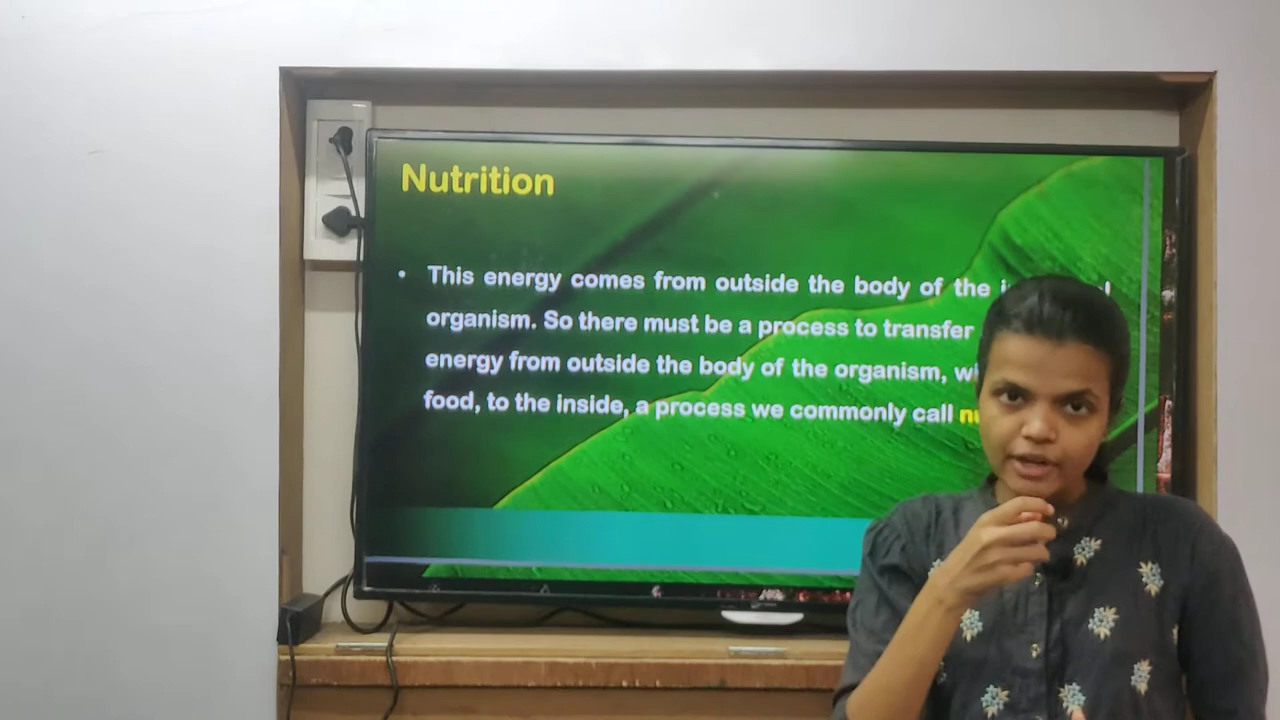 Nutrition
• This energy comes from outside the body of the
organism. So there must be a process to transfer
energy from outside the body of the organism,
food, to the inside, a process we commonly call